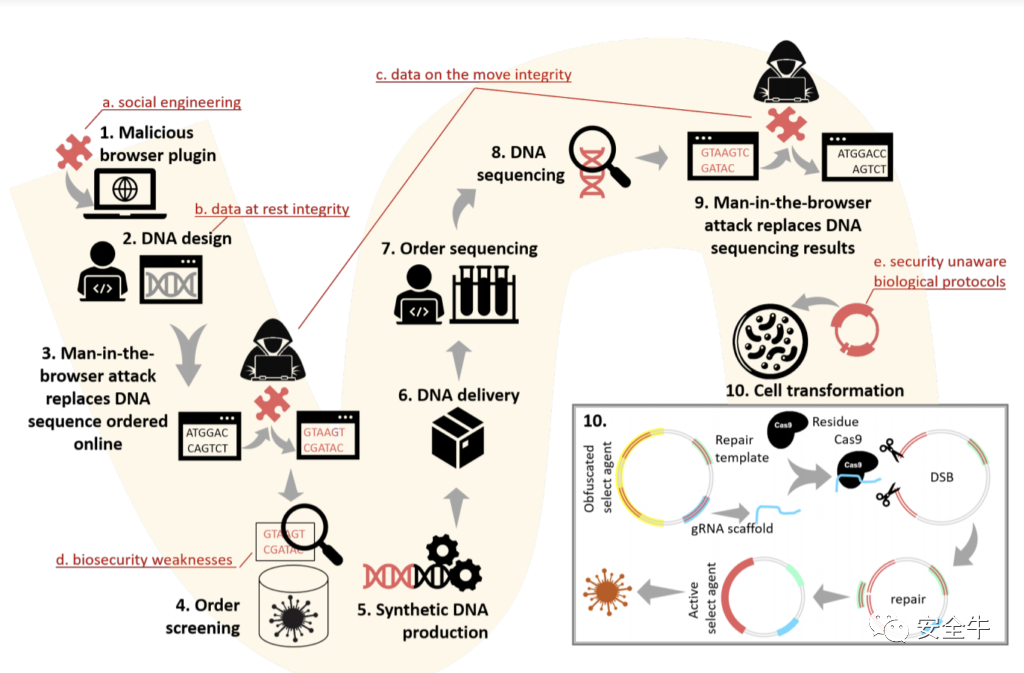 a. social engineering
1. Malicious
browser plugin
b. data at rest integrity
2. DNA design
</>
3. Man-in-the-
browser attack
replaces DNA
sequence ordered
online
ATGGAC
CAGTCT
GTAAGT
CGATAC
c. data on the move integrity
d. biosecurity weaknesses
GTAAGT
CGATAC
4. Order
screening
5. Synthetic DNA
production
6. DNA delivery
7. Order sequencing
</>
8. DNA
sequencing
GTAAGTC
GATAC
ATGGACC
AGTCT
9. Man-in-the-browser
attack replaces DNA
sequencing results
e. security unaware
biological protocols
10. Cell transformation
10.
Obfuscated
select agent
Repair
template
gRNA scaffold
Cas9
Residue
Cas9
Cas9
DSB
repair
Active
select agent
安全牛